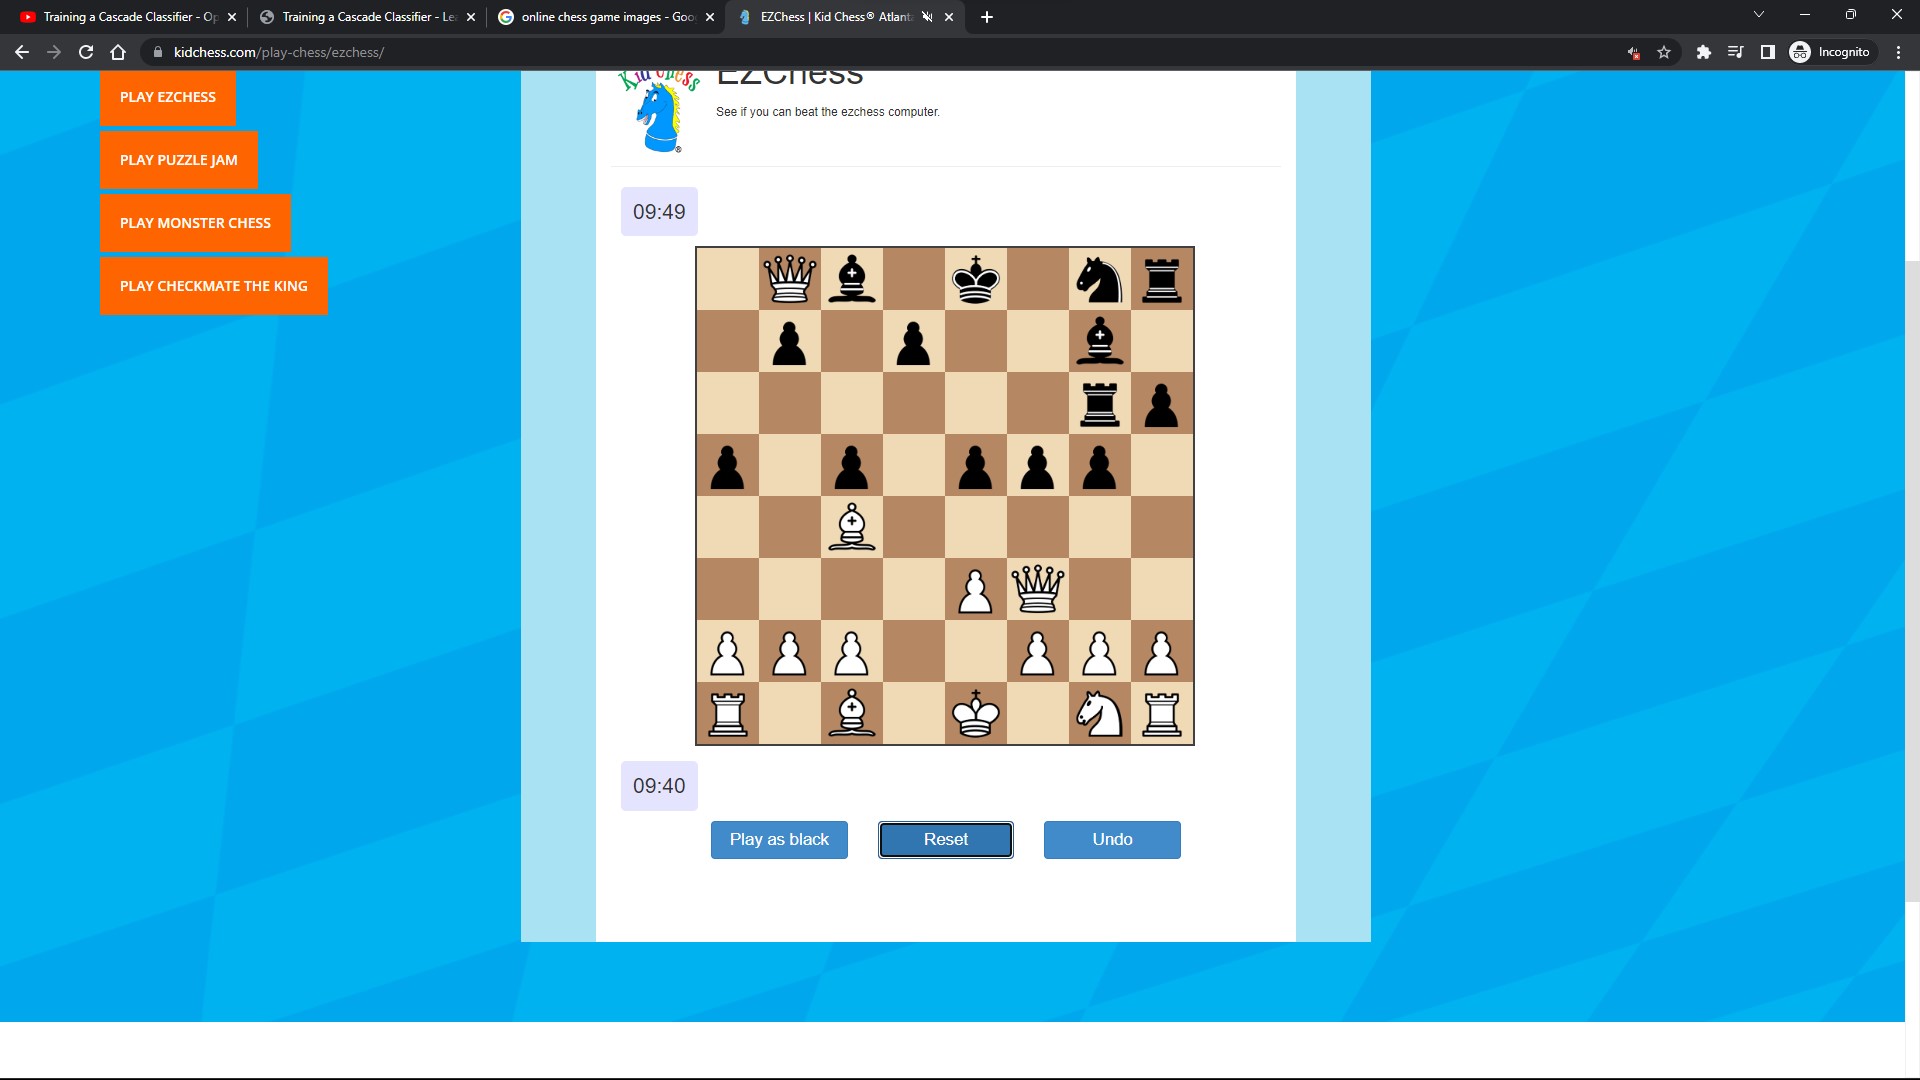 Training a Cascade Classifier - Op
Training a Cascade Classifier - Le
online chess game images - Goo
EZChess | Kid Chess® Atlanta
kidchess.com/play-chess/ezchess/
Incognito
PLAY EZCHESS
PLAY PUZZLE JAM
PLAY MONSTER CHESS
PLAY CHECKMATE THE KING
Kid Chess
®
EZChess
See if you can beat the ezchess computer.
09:49
09:40
Play as black
Reset
Undo